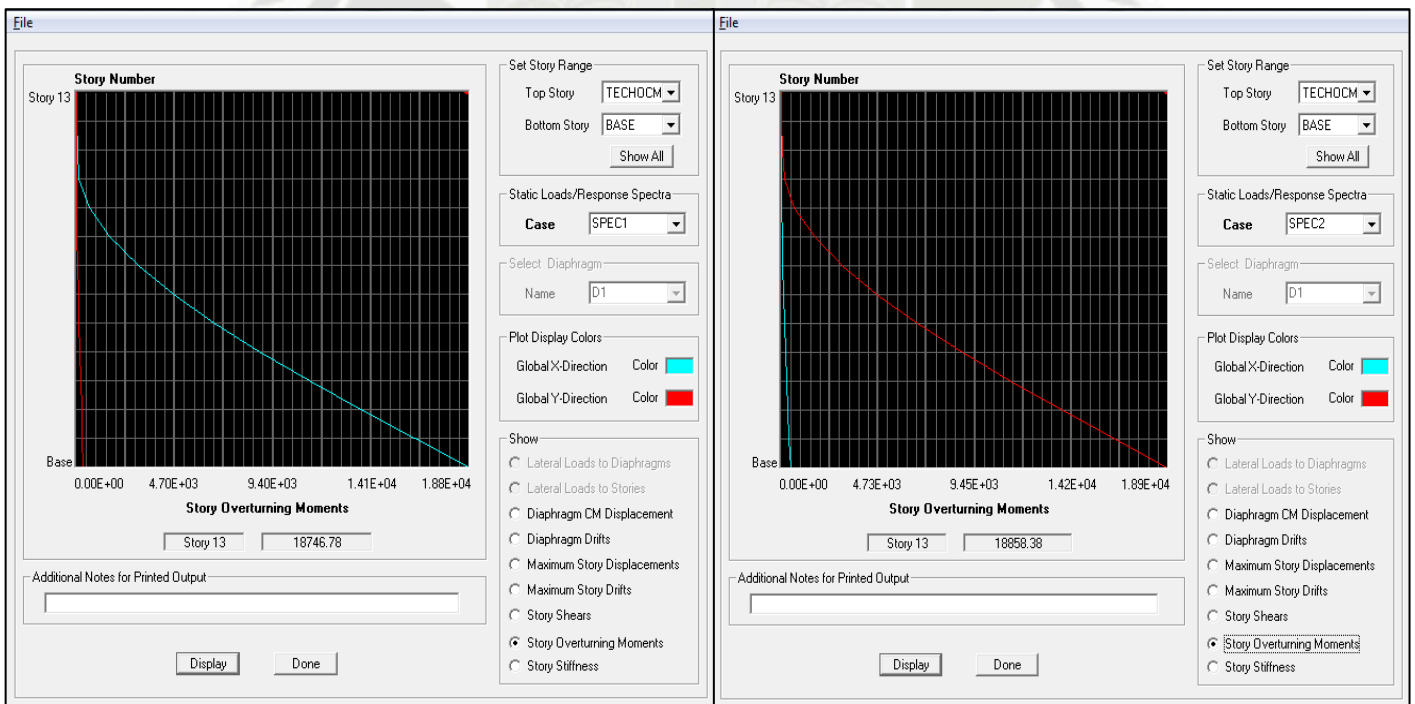 File
Story Number
Story 13
Base
0.00E+00 4.70E+03 9.40E+03 1.41E+04 1.88E+04
Story Overturning Moments
Story 13 18746.78
Additional Notes for Printed Output
Display Done
Set Story Range
Top Story TECHOCM
Bottom Story BASE
Show All
Static Loads/Response Spectra
Case SPEC1
Select Diaphragm
Name D1
Plot Display Colors
Global X-Direction Color
Global Y-Direction Color
Show
Lateral Loads to Diaphragms
Lateral Loads to Stories
Diaphragm CM Displacement
Diaphragm Drifts
Maximum Story Displacements
Maximum Story Drifts
Story Shears
Story Overturning Moments
Story Stiffness
File
Story Number
Story 13
Base
0.00E+00 4.73E+03 9.45E+03 1.42E+04 1.89E+04
Story Overturning Moments
Story 13 18858.38
Additional Notes for Printed Output
Display Done
Set Story Range
Top Story TECHOCM
Bottom Story BASE
Show All
Static Loads/Response Spectra
Case SPEC2
Select Diaphragm
Name D1
Plot Display Colors
Global X-Direction Color
Global Y-Direction Color
Show
Lateral Loads to Diaphragms
Lateral Loads to Stories
Diaphragm CM Displacement
Diaphragm Drifts
Maximum Story Displacements
Maximum Story Drifts
Story Shears
Story Overturning Moments
Story Stiffness